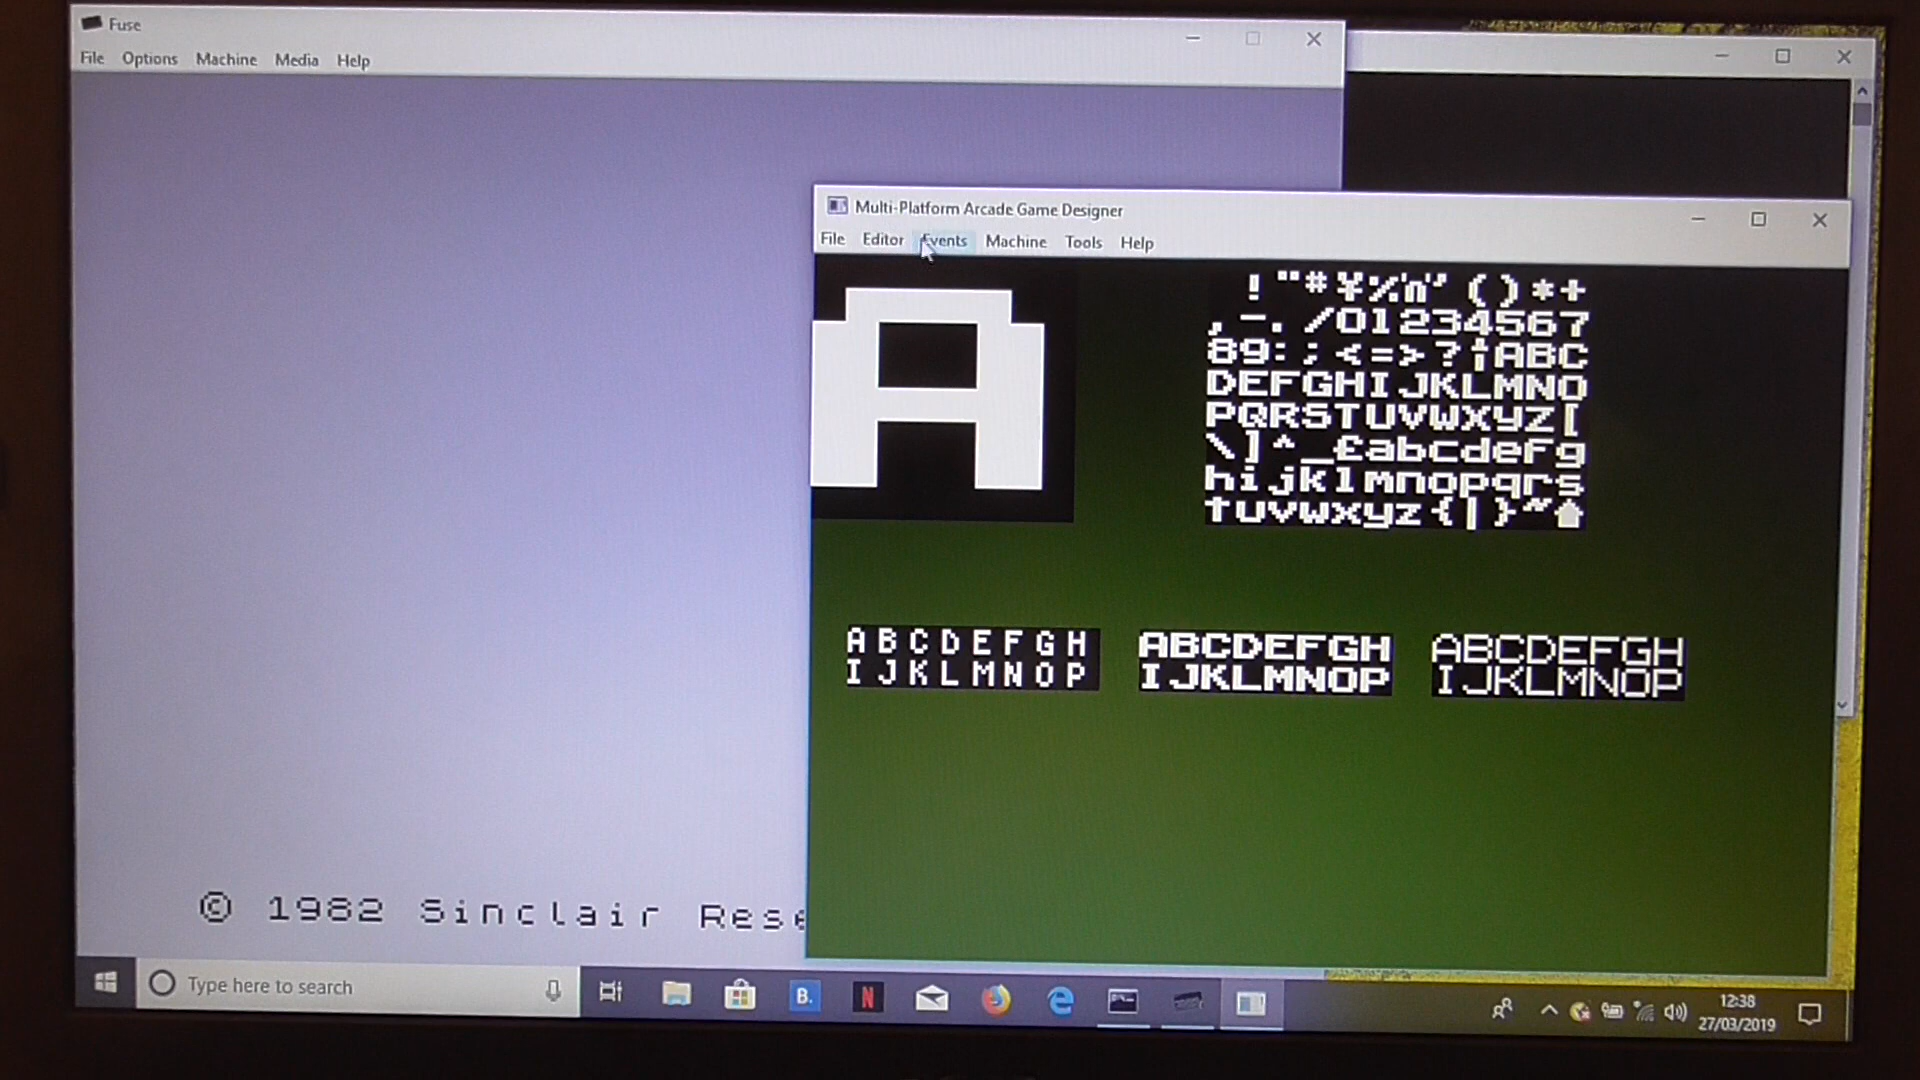 Fuse
File Options Machine Media Help
Multi-Platform Arcade Game Designer
File Editor Events Machine Tools Help
A
! " # ¥ % ( ) * +
, - . / 0 1 2 3 4 5 6 7
8 9 : ; < = > ? A B C
D E F G H I J K L M N O
P Q R S T U V W X Y Z [
\ ] ^ _ £ a b c d e f g
h i j k l m n o p q r s
t u v w x y z { | } ~
A B C D E F G H
I J K L M N O P
ABCDEFGH
IJKLMNOP
ABCDEFGH
IJKLMNOP
© 1982 Sinclair Rese
Type here to search
B.
N
12:38
27/03/2019